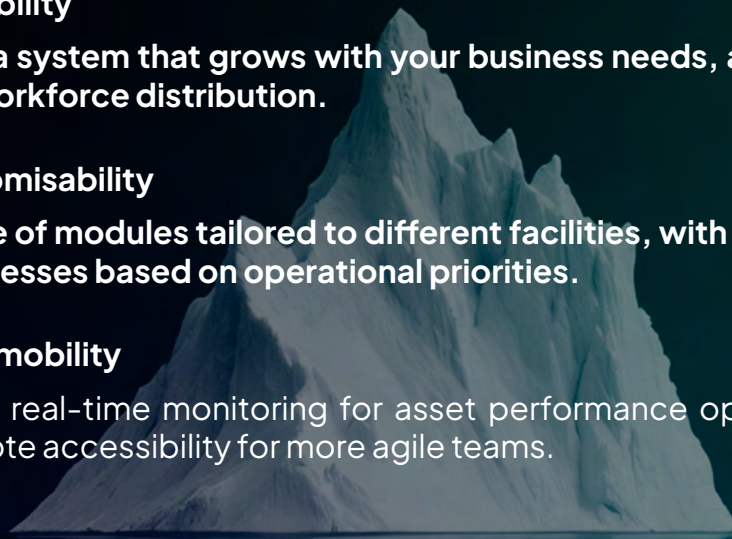 bility
a system that grows with your business needs, a
orkforce distribution.
omisability
e of modules tailored to different facilities, with
esses based on operational priorities.
mobility
real-time monitoring for asset performance op
ote accessibility for more agile teams.